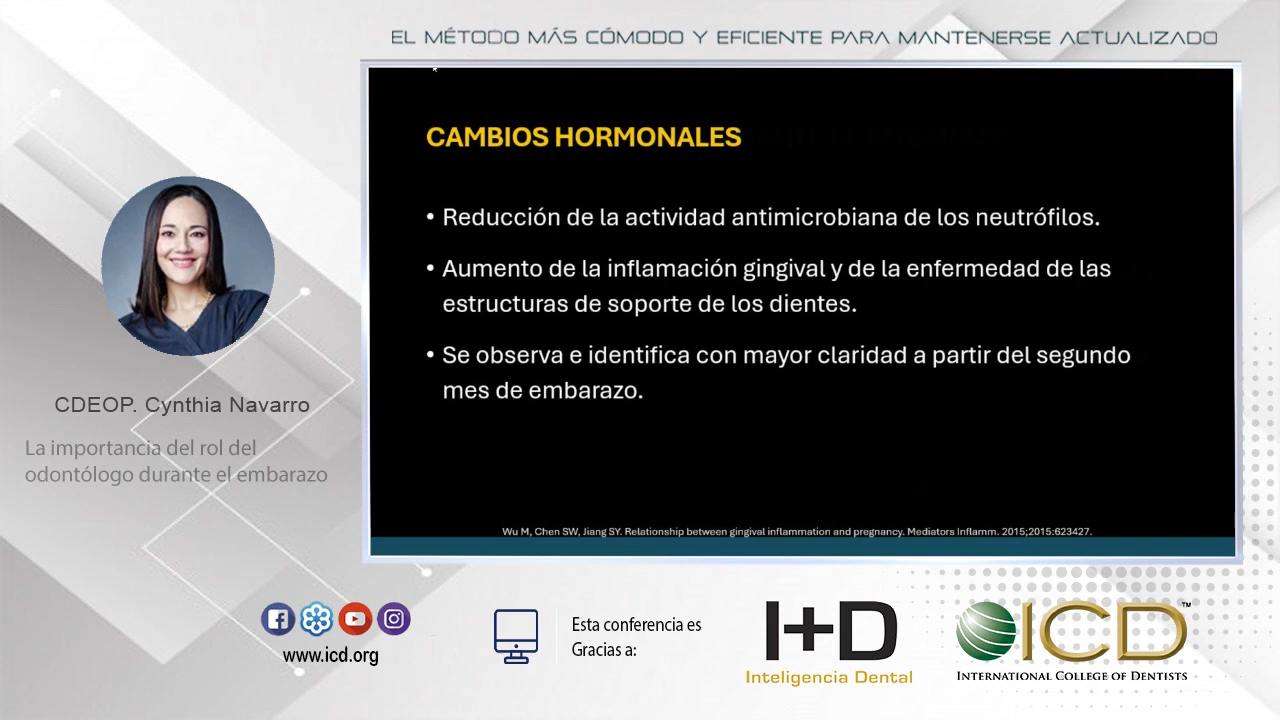 EL MÉTODO MÁS CÓMODO Y EFICIENTE PARA MANTENERSE ACTUALIZADO
CAMBIOS HORMONALES
• Reducción de la actividad antimicrobiana de los neutrófilos.
• Aumento de la inflamación gingival y de la enfermedad de las
estructuras de soporte de los dientes.
• Se observa e identifica con mayor claridad a partir del segundo
mes de embarazo.
Wu M, Chen SW, Jiang SY. Relationship between gingival inflammation and pregnancy. Mediators Inflamm. 2015;2015:623427.
CDEOP. Cynthia Navarro
La importancia del rol del
odontólogo durante el embarazo
www.icd.org
Esta conferencia es
Gracias a:
I+D
Inteligencia Dental
ICD™
INTERNATIONAL COLLEGE OF DENTISTS